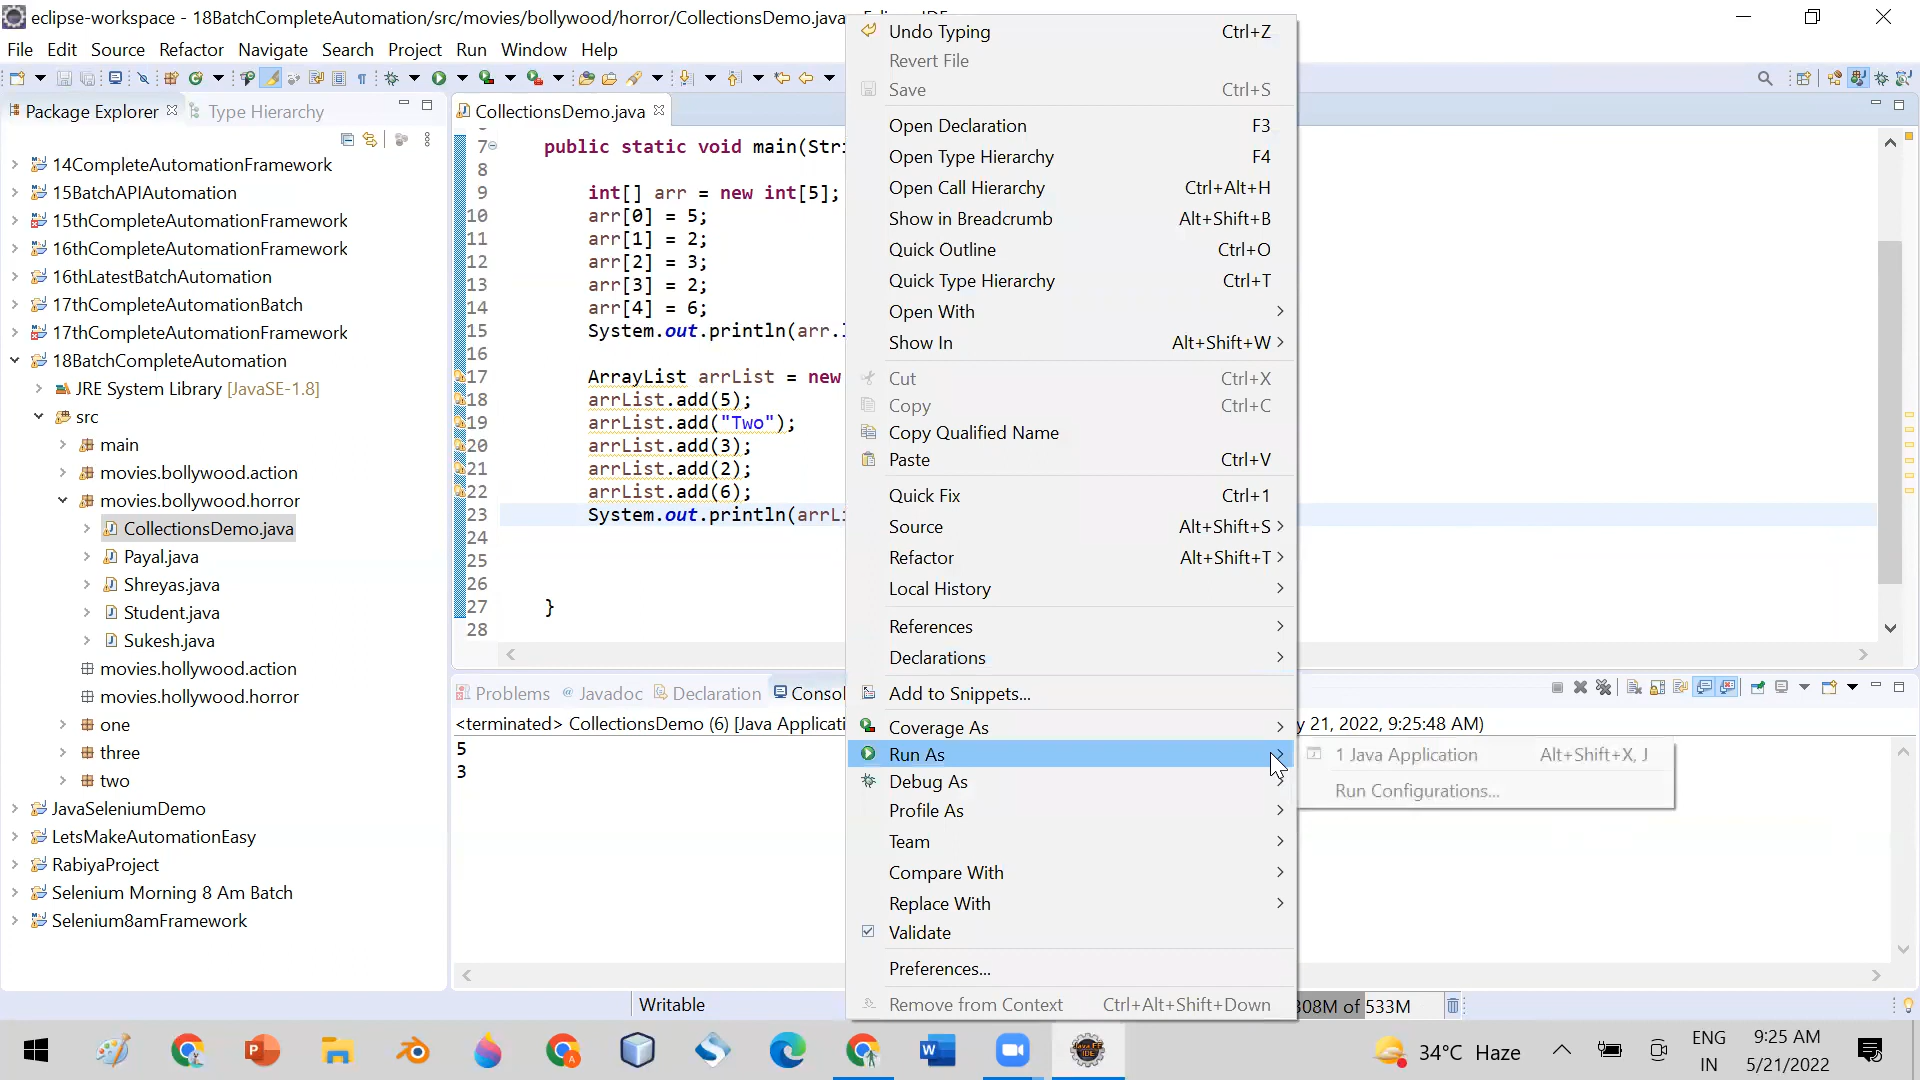 eclipse-workspace - 18BatchCompleteAutomation/src/movies/bollywood/horror/CollectionsDemo.java
File Edit Source Refactor Navigate Search Project Run Window Help
Package Explorer
Type Hierarchy
14CompleteAutomationFramework
15BatchAPIAutomation
15thCompleteAutomationFramework
16thCompleteAutomationFramework
16thLatestBatchAutomation
17thCompleteAutomationBatch
17thCompleteAutomationFramework
18BatchCompleteAutomation
JRE System Library [JavaSE-1.8]
src
main
movies.bollywood.action
movies.bollywood.horror
CollectionsDemo.java
Payal.java
Shreyas.java
Student.java
Sukesh.java
movies.hollywood.action
movies.hollywood.horror
one
three
two
JavaSeleniumDemo
LetsMakeAutomationEasy
RabiyaProject
Selenium Morning 8 Am Batch
Selenium8amFramework
CollectionsDemo.java
7 public static void main(Stri
8
9 int[] arr = new int[5];
10 arr[0] = 5;
11 arr[1] = 2;
12 arr[2] = 3;
13 arr[3] = 2;
14 arr[4] = 6;
15 System.out.println(arr.l
16
17 ArrayList arrList = new
18 arrList.add(5);
19 arrList.add("Two");
20 arrList.add(3);
21 arrList.add(2);
22 arrList.add(6);
23 System.out.println(arrLi
24
25
26
27 }
28
Problems Javadoc Declaration Consol
<terminated> CollectionsDemo (6) [Java Applicati
y 21, 2022, 9:25:48 AM)
5
3
Undo Typing Ctrl+Z
Revert File
Save Ctrl+S
Open Declaration F3
Open Type Hierarchy F4
Open Call Hierarchy Ctrl+Alt+H
Show in Breadcrumb Alt+Shift+B
Quick Outline Ctrl+O
Quick Type Hierarchy Ctrl+T
Open With
Show In Alt+Shift+W
Cut Ctrl+X
Copy Ctrl+C
Copy Qualified Name
Paste Ctrl+V
Quick Fix Ctrl+1
Source Alt+Shift+S
Refactor Alt+Shift+T
Local History
References
Declarations
Add to Snippets...
Coverage As
Run As
Debug As
Profile As
Team
Compare With
Replace With
Validate
Preferences...
Remove from Context Ctrl+Alt+Shift+Down
1 Java Application Alt+Shift+X, J
Run Configurations...
Writable
308M of 533M
34°C Haze
ENG
IN
9:25 AM
5/21/2022